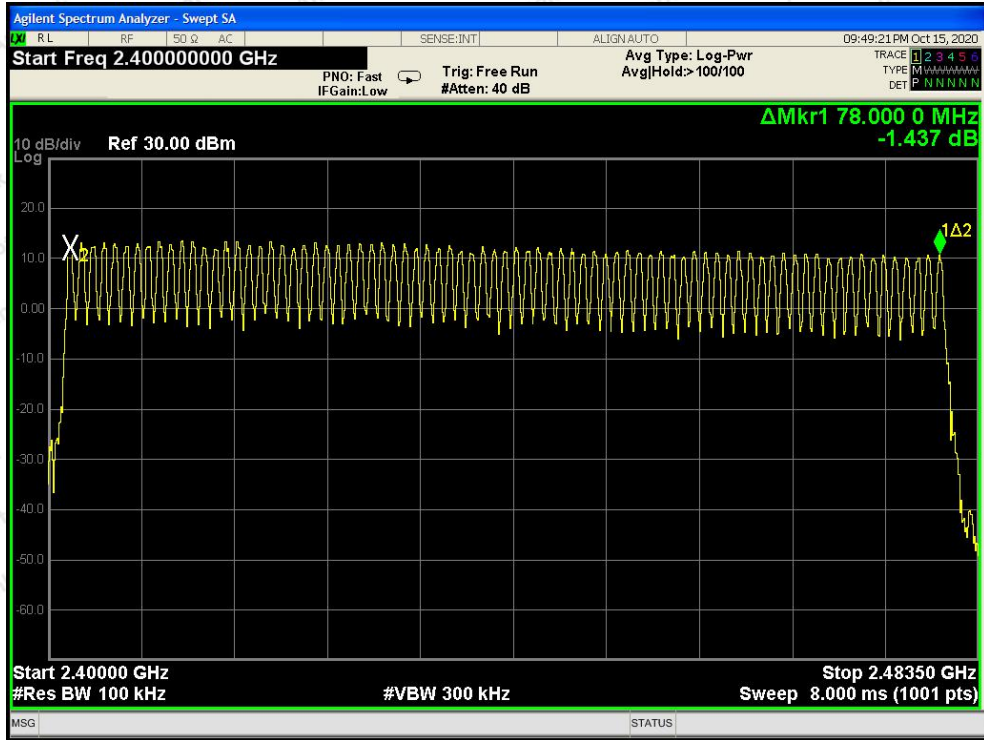 Agilent Spectrum Analyzer - Swept SA
LXI RL RF 50 Ω AC SENSE:INT ALIGN AUTO 09:49:21 PM Oct 15, 2020
Start Freq 2.400000000 GHz
PNO: Fast
IFGain:Low
Trig: Free Run
#Atten: 40 dB
Avg Type: Log-Pwr
Avg|Hold:>100/100
TRACE 1 2 3 4 5 6
TYPE M W W W W W
DET P N N N N N
ΔMkr1 78.000 0 MHz
-1.437 dB
10 dB/div Ref 30.00 dBm
Log
20.0
1Δ2
X2
10.0
0.00
-10.0
-20.0
-30.0
-40.0
-50.0
-60.0
Start 2.40000 GHz Stop 2.48350 GHz
#Res BW 100 kHz #VBW 300 kHz Sweep 8.000 ms (1001 pts)
MSG STATUS